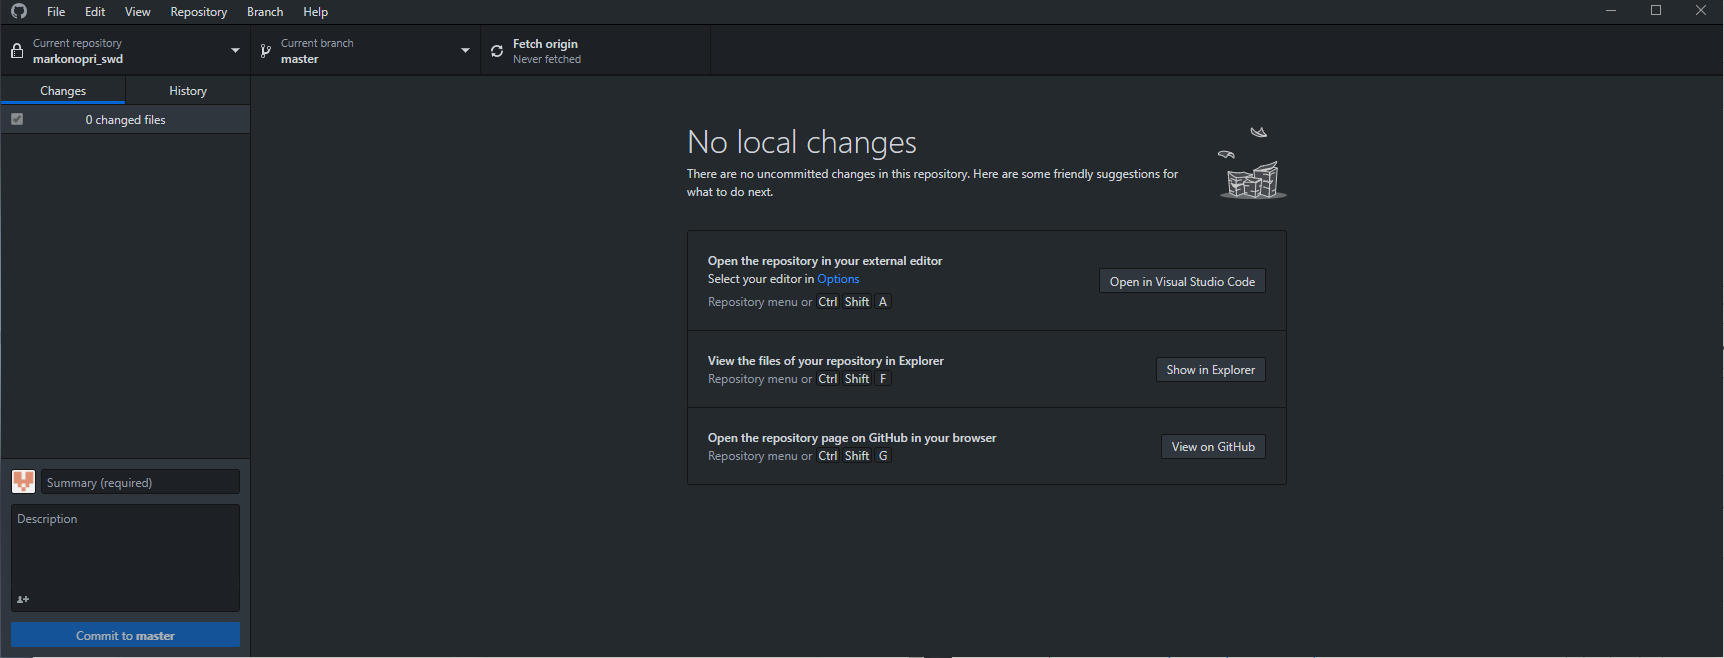 File Edit View Repository Branch Help
Current repository
markonopri_swd
Current branch
master
Fetch origin
Never fetched
Changes
History
0 changed files
No local changes
There are no uncommitted changes in this repository. Here are some friendly suggestions for
what to do next.
Open the repository in your external editor
Select your editor in Options
Repository menu or Ctrl Shift A
Open in Visual Studio Code
View the files of your repository in Explorer
Repository menu or Ctrl Shift F
Show in Explorer
Open the repository page on GitHub in your browser
Repository menu or Ctrl Shift G
View on GitHub
Summary (required)
Description
Commit to master